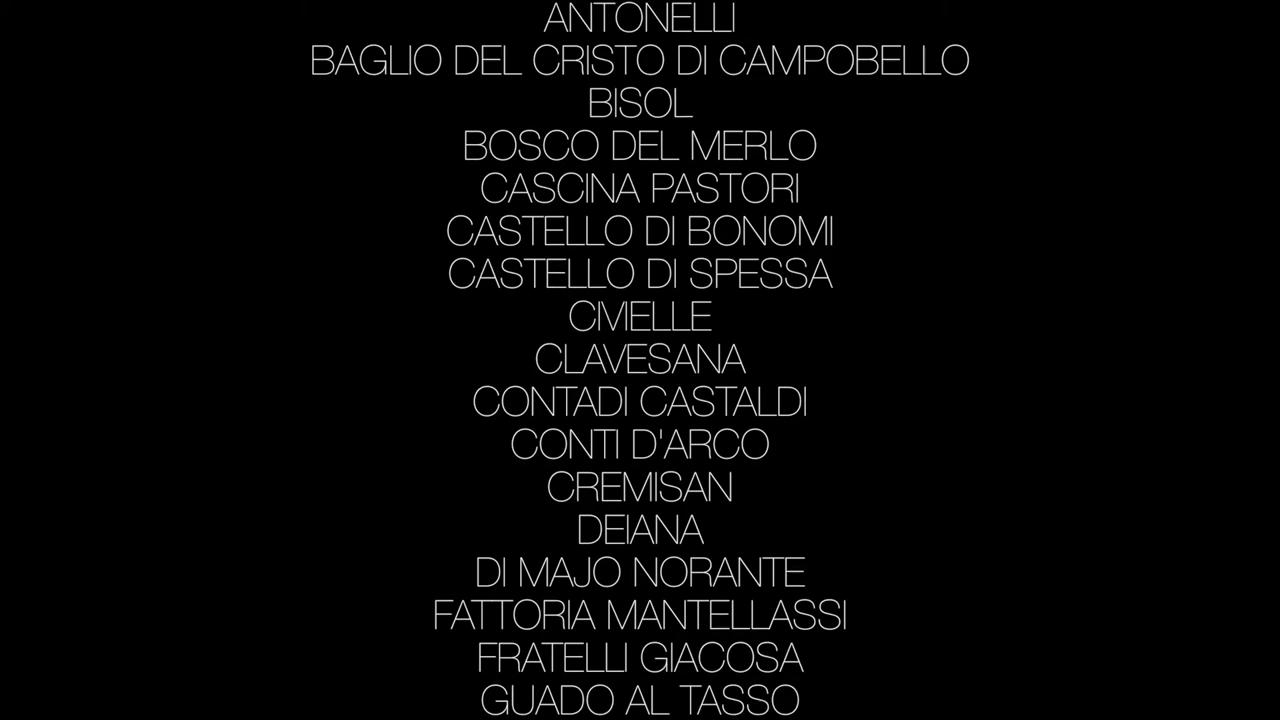 ANTONELLI
BAGLIO DEL CRISTO DI CAMPOBELLO
BISOL
BOSCO DEL MERLO
CASCINA PASTORI
CASTELLO DI BONOMI
CASTELLO DI SPESSA
CIVIELLE
CLAVESANA
CONTADI CASTALDI
CONTI D'ARCO
CREMISAN
DEIANA
DI MAJO NORANTE
FATTORIA MANTELLASSI
FRATELLI GIACOSA
GUADO AL TASSO